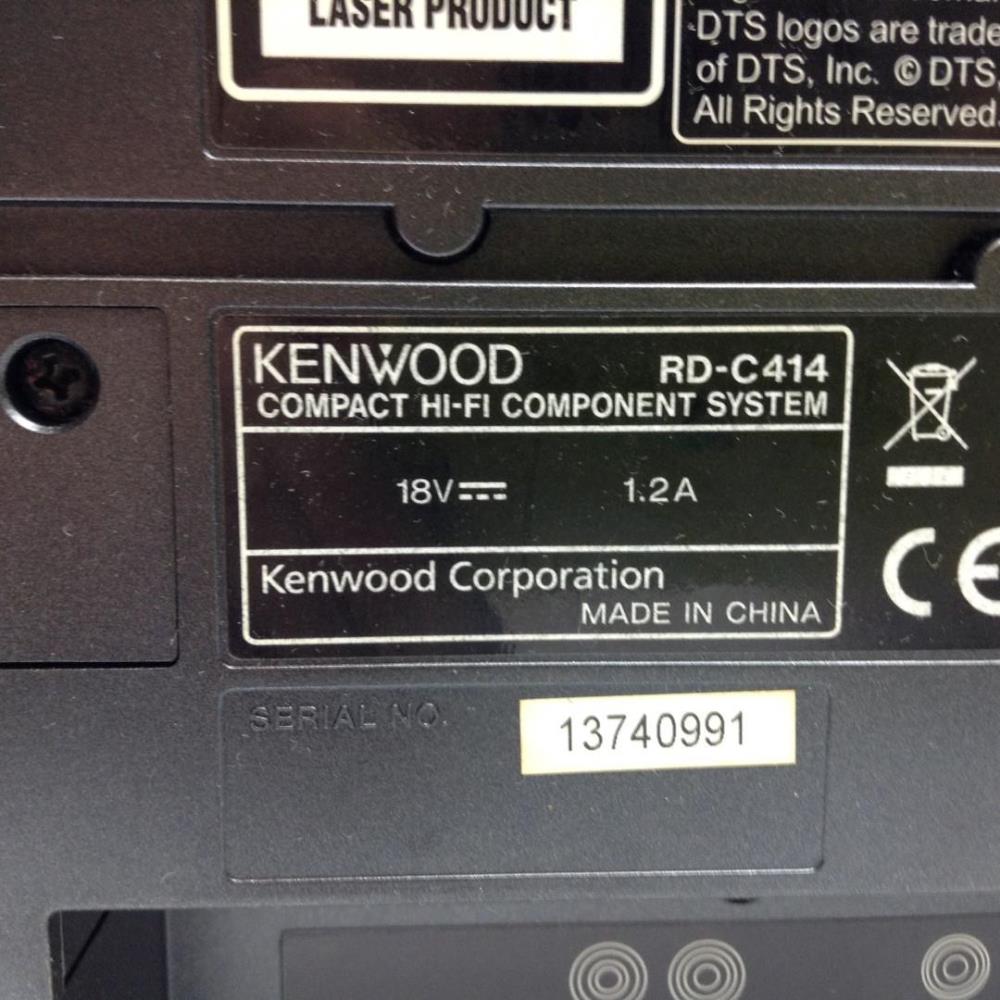 LASER PRODUCT
DTS logos are trade
of DTS, Inc. © DTS,
All Rights Reserved.
KENWOOD RD-C414
COMPACT HI-FI COMPONENT SYSTEM
18V⎓ 1.2A
Kenwood Corporation
MADE IN CHINA
CE
SERIAL NO.
13740991